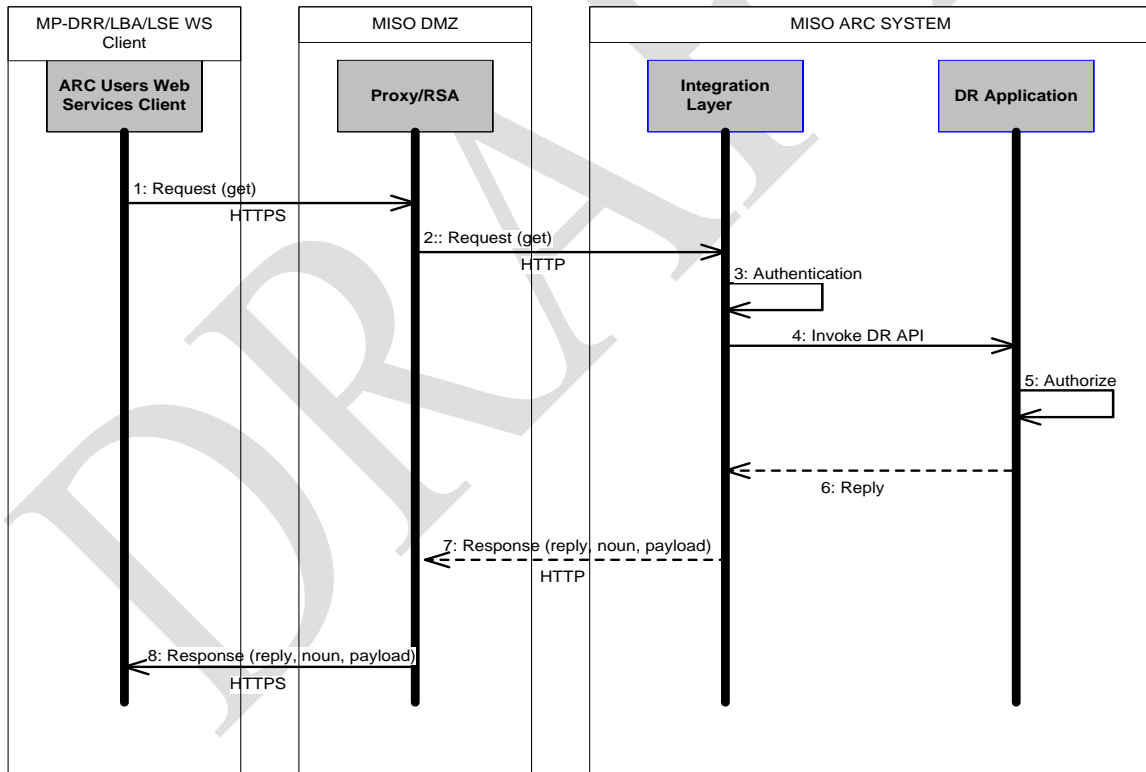 MP-DRR/LBA/LSE WS
Client
MISO DMZ
MISO ARC SYSTEM
ARC Users Web
Services Client
Proxy/RSA
Integration
Layer
DR Application
1: Request (get)
HTTPS
2:: Request (get)
HTTP
3: Authentication
4: Invoke DR API
5: Authorize
6: Reply
7: Response (reply, noun, payload)
HTTP
8: Response (reply, noun, payload)
HTTPS
DRA